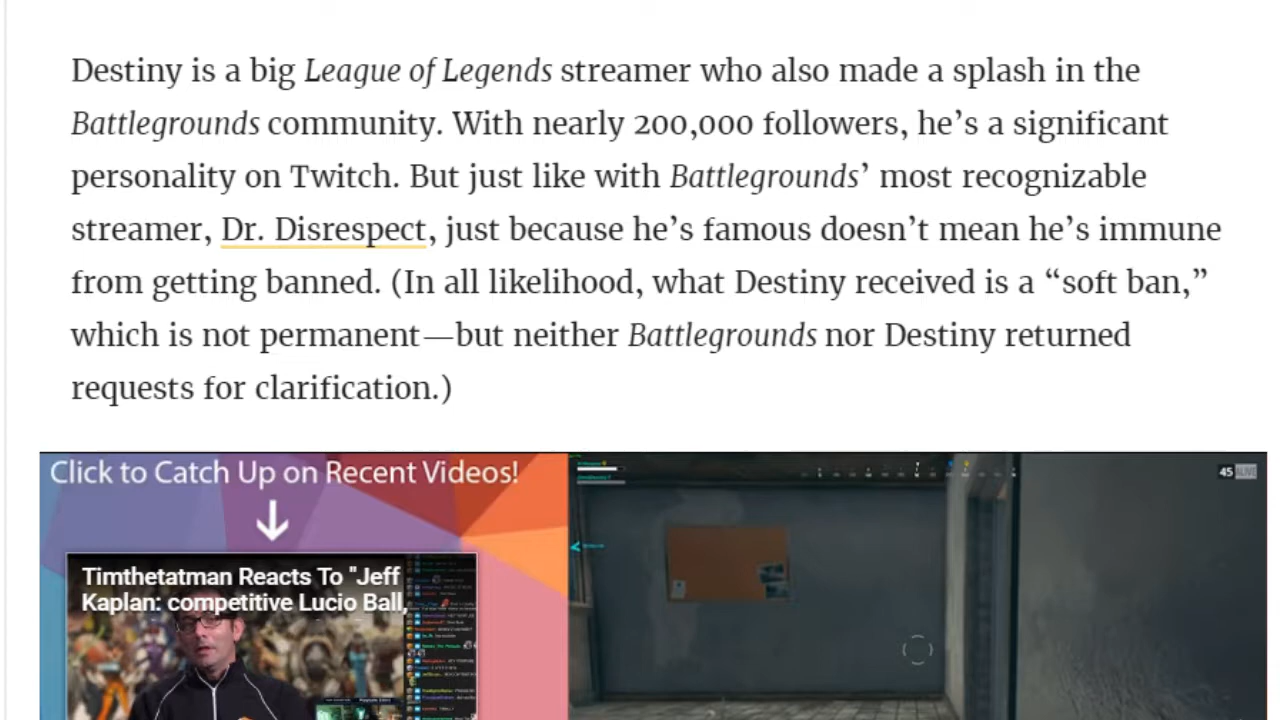 Destiny is a big League of Legends streamer who also made a splash in the
Battlegrounds community. With nearly 200,000 followers, he’s a significant
personality on Twitch. But just like with Battlegrounds’ most recognizable
streamer, Dr. Disrespect, just because he’s famous doesn’t mean he’s immune
from getting banned. (In all likelihood, what Destiny received is a “soft ban,”
which is not permanent—but neither Battlegrounds nor Destiny returned
requests for clarification.)
Click to Catch Up on Recent Videos!
45 ALIVE
Timthetatman Reacts To "Jeff
Kaplan: competitive Lucio Ball,